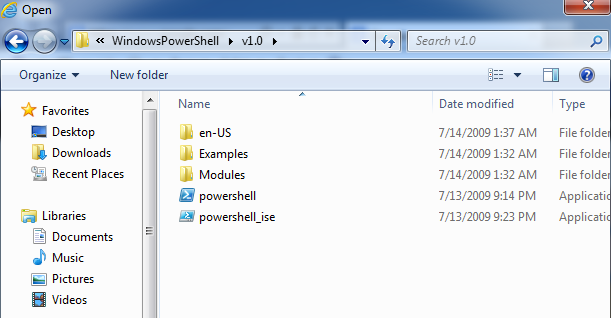 Open
« WindowsPowerShell ▸ v1.0 ▸
Search v1.0
Organize ▾ New folder
Name Date modified Type
Favorites
Desktop
Downloads
Recent Places
Libraries
Documents
Music
Pictures
Videos
en-US 7/14/2009 1:37 AM File folder
Examples 7/14/2009 1:32 AM File folder
Modules 7/14/2009 1:32 AM File folder
powershell 7/13/2009 9:14 PM Applicatio
powershell_ise 7/13/2009 9:23 PM Applicatio